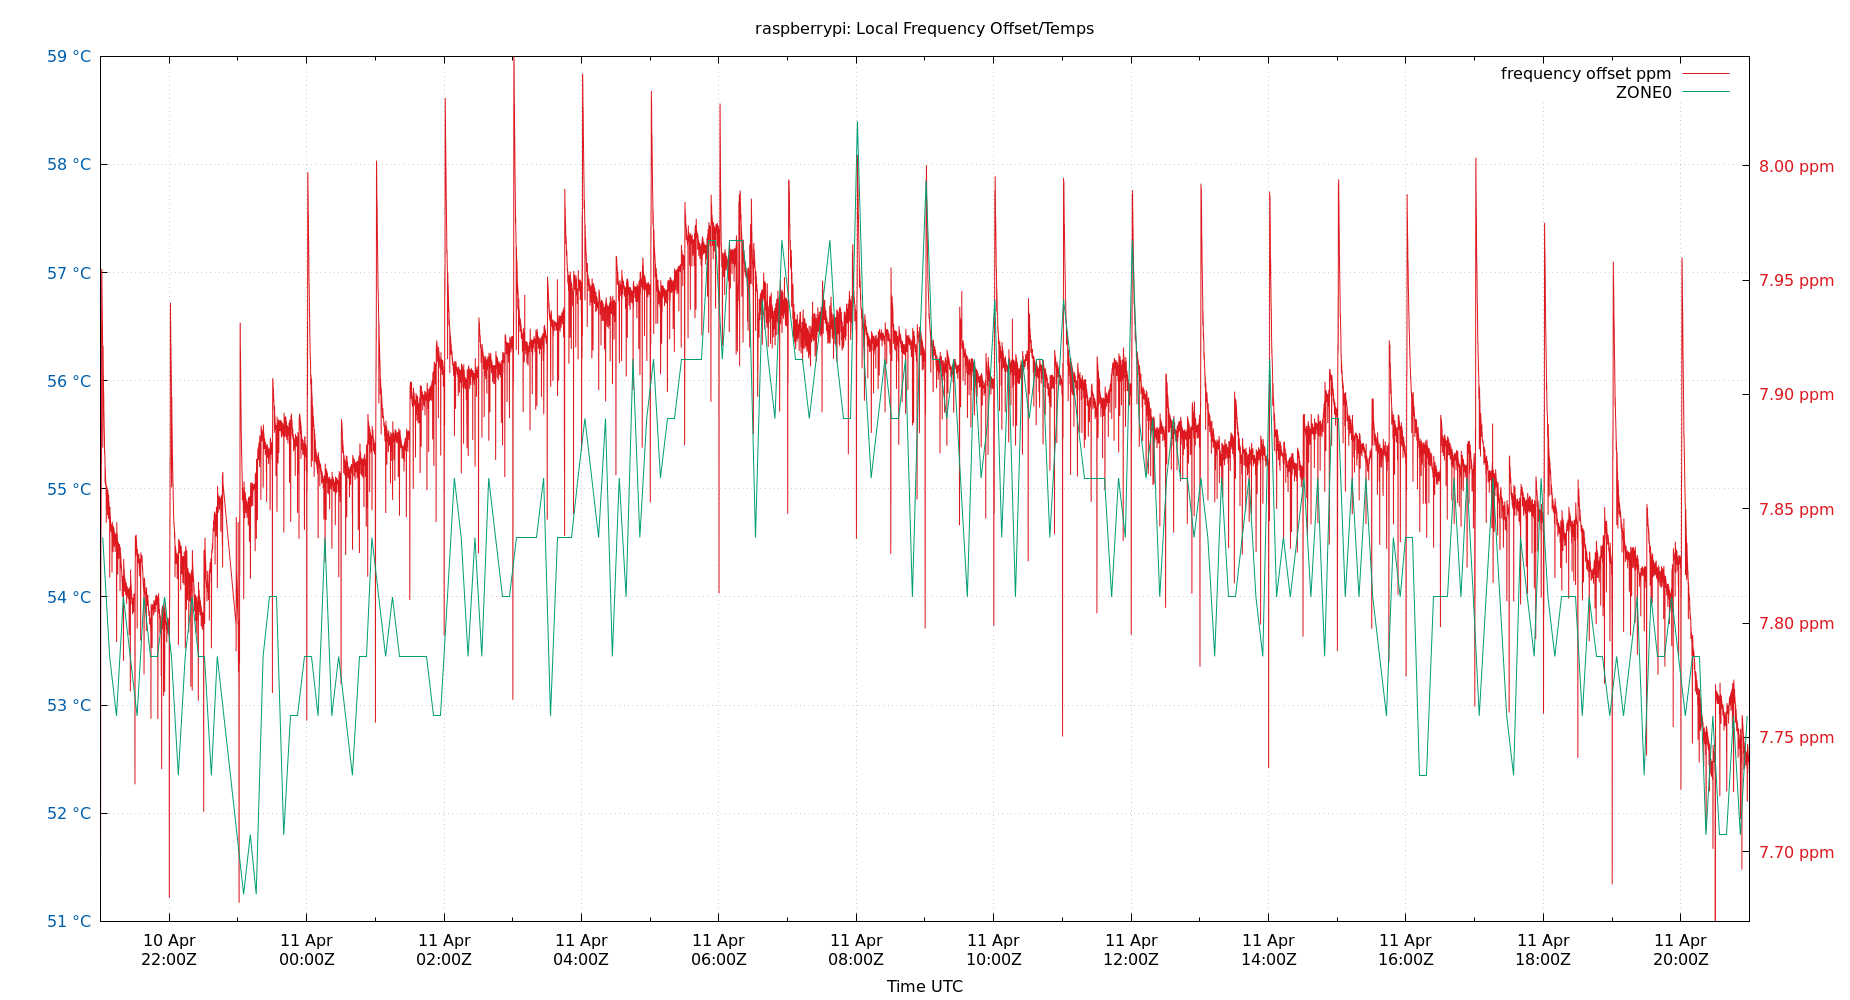 raspberrypi: Local Frequency Offset/Temps
frequency offset ppm
ZONE0
59 °C
58 °C
57 °C
56 °C
55 °C
54 °C
53 °C
52 °C
51 °C
8.00 ppm
7.95 ppm
7.90 ppm
7.85 ppm
7.80 ppm
7.75 ppm
7.70 ppm
10 Apr 11 Apr 11 Apr 11 Apr 11 Apr 11 Apr 11 Apr 11 Apr 11 Apr 11 Apr 11 Apr 11 Apr
22:00Z 00:00Z 02:00Z 04:00Z 06:00Z 08:00Z 10:00Z 12:00Z 14:00Z 16:00Z 18:00Z 20:00Z
Time UTC